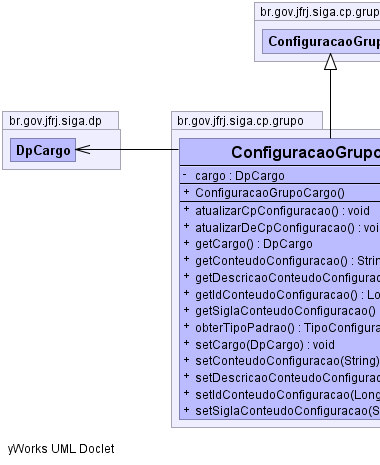 br.gov.jfrj.siga.cp.grup
ConfiguracaoGrupo
br.gov.jfrj.siga.dp
DpCargo
br.gov.jfrj.siga.cp.grupo
ConfiguracaoGrupo
- cargo : DpCargo
+ ConfiguracaoGrupoCargo()
+ atualizarCpConfiguracao() : void
+ atualizarDeCpConfiguracao() : voi
+ getCargo() : DpCargo
+ getConteudoConfiguracao() : Strin
+ getDescricaoConteudoConfigurac
+ getIdConteudoConfiguracao() : Lo
+ getSiglaConteudoConfiguracao()
+ obterTipoPadrao() : TipoConfigura
+ setCargo(DpCargo) : void
+ setConteudoConfiguracao(String)
+ setDescricaoConteudoConfigurac
+ setIdConteudoConfiguracao(Long
+ setSiglaConteudoConfiguracao(S
yWorks UML Doclet